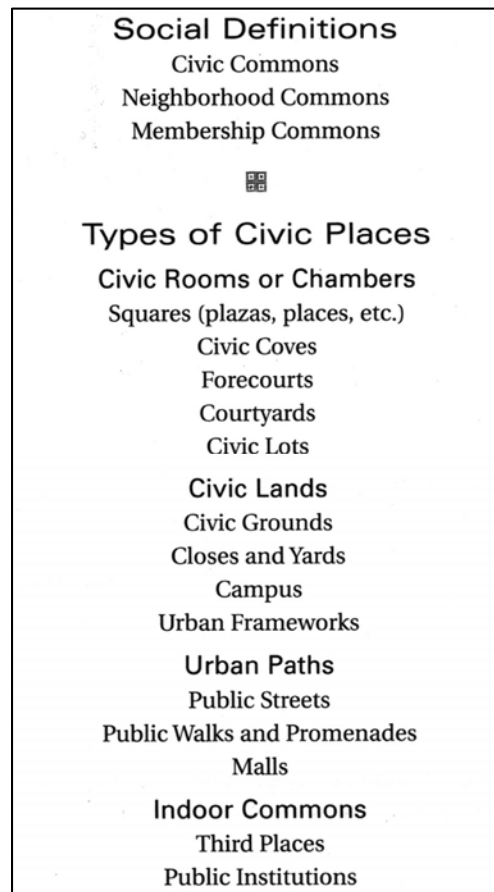 Social Definitions
Civic Commons
Neighborhood Commons
Membership Commons
Types of Civic Places
Civic Rooms or Chambers
Squares (plazas, places, etc.)
Civic Coves
Forecourts
Courtyards
Civic Lots
Civic Lands
Civic Grounds
Closes and Yards
Campus
Urban Frameworks
Urban Paths
Public Streets
Public Walks and Promenades
Malls
Indoor Commons
Third Places
Public Institutions